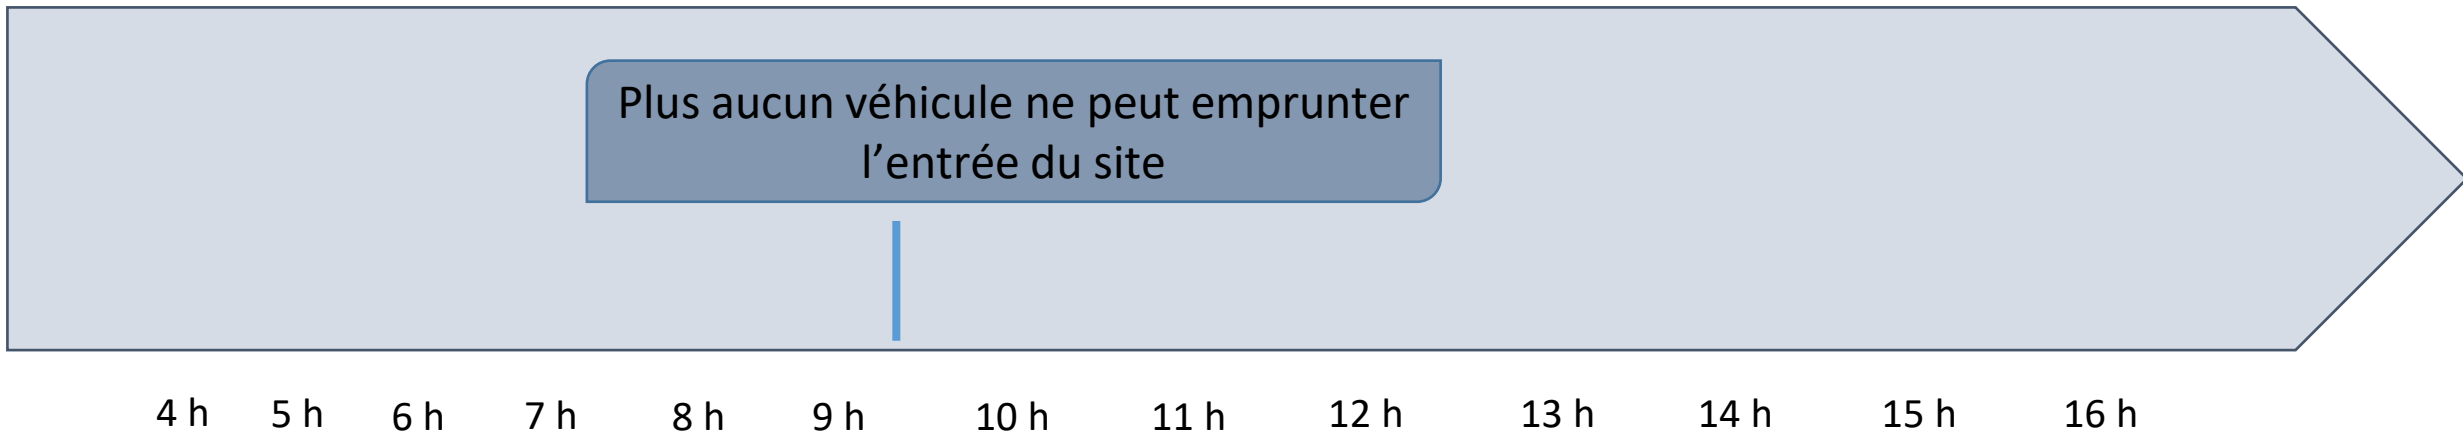 Plus aucun véhicule ne peut emprunter
l’entrée du site
4 h 5 h 6 h 7 h 8 h 9 h 10 h 11 h 12 h 13 h 14 h 15 h 16 h